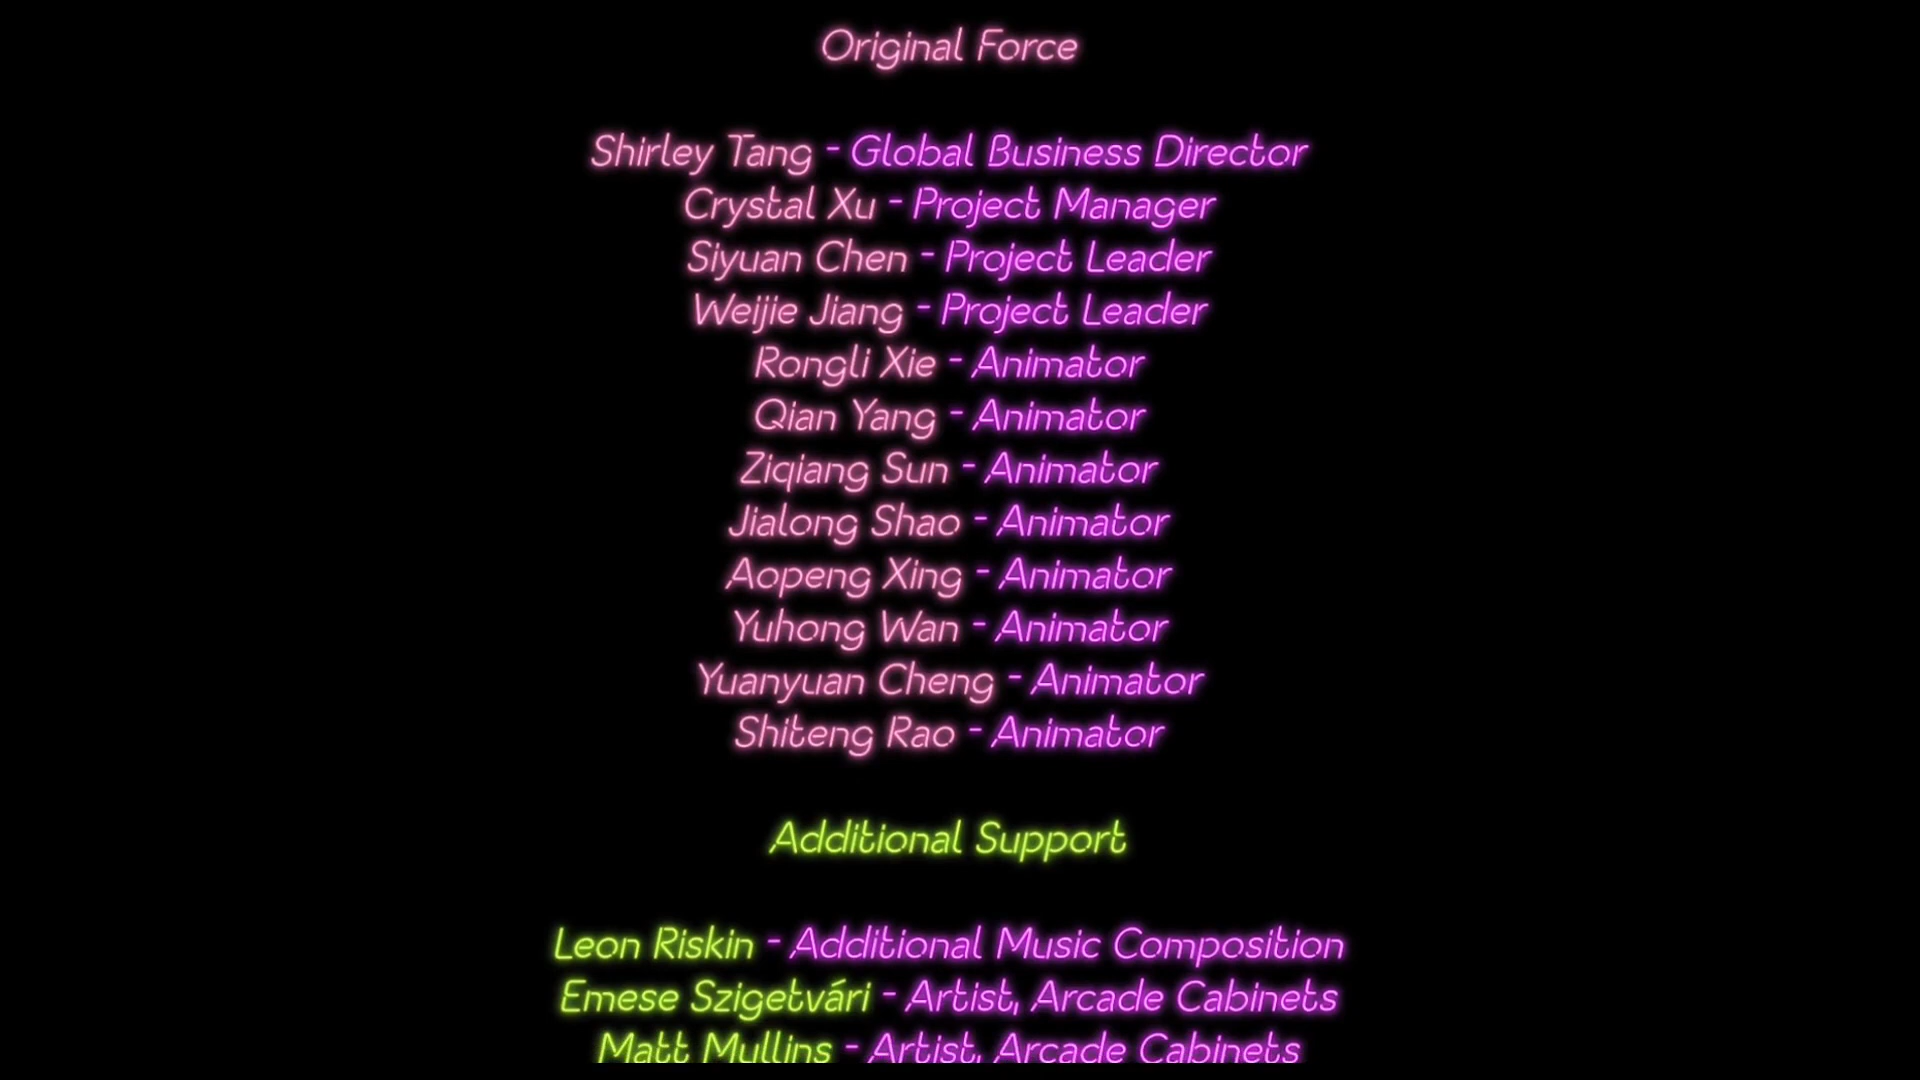 Original Force
Shirley Tang - Global Business Director
Crystal Xu - Project Manager
Siyuan Chen - Project Leader
Weijie Jiang - Project Leader
Rongli Xie - Animator
Qian Yang - Animator
Ziqiang Sun - Animator
Jialong Shao - Animator
Aopeng Xing - Animator
Yuhong Wan - Animator
Yuanyuan Cheng - Animator
Shiteng Rao - Animator
Additional Support
Leon Riskin - Additional Music Composition
Emese Szigetvári - Artist, Arcade Cabinets
Matt Mullins - Artist, Arcade Cabinets